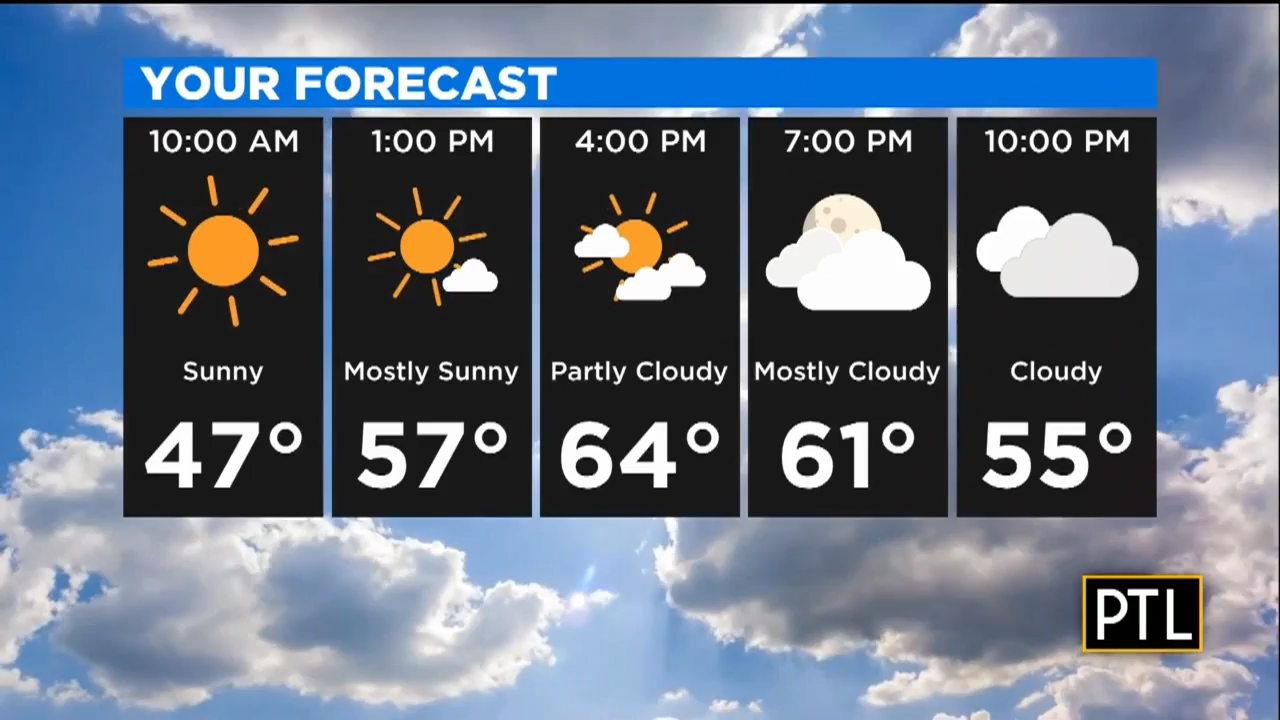 YOUR FORECAST
10:00 AM
Sunny
47°
1:00 PM
Mostly Sunny
57°
4:00 PM
Partly Cloudy
64°
7:00 PM
Mostly Cloudy
61°
10:00 PM
Cloudy
55°
PTL